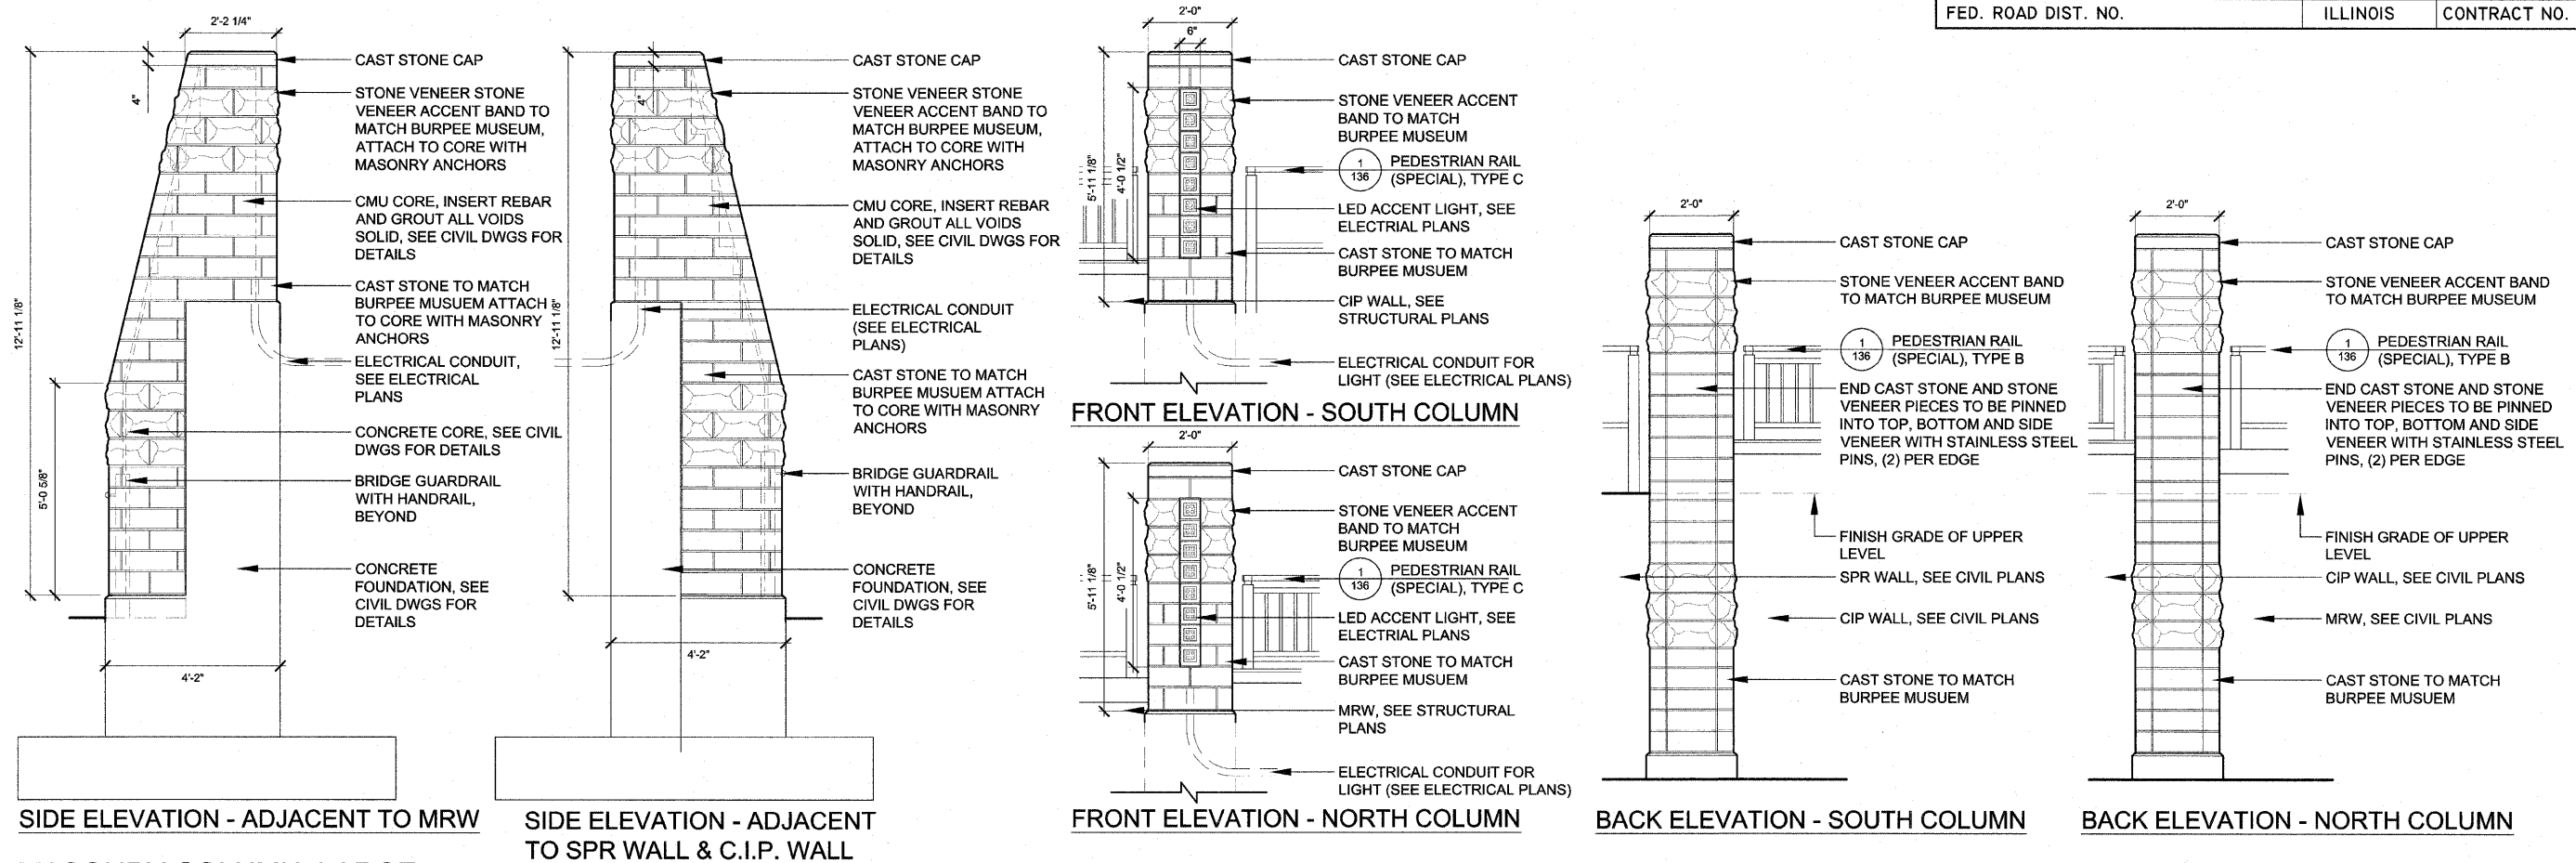 FED. ROAD DIST. NO.
ILLINOIS
CONTRACT NO.
2'-2 1/4"
4"
12'-11 1/8"
5'-0 5/8"
4'-2"
CAST STONE CAP
STONE VENEER STONE
VENEER ACCENT BAND TO
MATCH BURPEE MUSEUM,
ATTACH TO CORE WITH
MASONRY ANCHORS
CMU CORE, INSERT REBAR
AND GROUT ALL VOIDS
SOLID, SEE CIVIL DWGS FOR
DETAILS
CAST STONE TO MATCH
BURPEE MUSUEM ATTACH
TO CORE WITH MASONRY
ANCHORS
ELECTRICAL CONDUIT,
SEE ELECTRICAL
PLANS
CONCRETE CORE, SEE CIVIL
DWGS FOR DETAILS
BRIDGE GUARDRAIL
WITH HANDRAIL,
BEYOND
CONCRETE
FOUNDATION, SEE
CIVIL DWGS FOR
DETAILS
SIDE ELEVATION - ADJACENT TO MRW
4"
12'-11 1/8"
4'-2"
CAST STONE CAP
STONE VENEER STONE
VENEER ACCENT BAND TO
MATCH BURPEE MUSEUM,
ATTACH TO CORE WITH
MASONRY ANCHORS
CMU CORE, INSERT REBAR
AND GROUT ALL VOIDS
SOLID, SEE CIVIL DWGS FOR
DETAILS
ELECTRICAL CONDUIT
(SEE ELECTRICAL
PLANS)
CAST STONE TO MATCH
BURPEE MUSUEM ATTACH
TO CORE WITH MASONRY
ANCHORS
BRIDGE GUARDRAIL
WITH HANDRAIL,
BEYOND
CONCRETE
FOUNDATION, SEE
CIVIL DWGS FOR
DETAILS
SIDE ELEVATION - ADJACENT
TO SPR WALL & C.I.P. WALL
2'-0"
6"
5'-11 1/8"
4'-0 1/2"
CAST STONE CAP
STONE VENEER ACCENT
BAND TO MATCH
BURPEE MUSEUM
1
136
PEDESTRIAN RAIL
(SPECIAL), TYPE C
LED ACCENT LIGHT, SEE
ELECTRIAL PLANS
CAST STONE TO MATCH
BURPEE MUSUEM
CIP WALL, SEE
STRUCTURAL PLANS
ELECTRICAL CONDUIT FOR
LIGHT (SEE ELECTRICAL PLANS)
FRONT ELEVATION - SOUTH COLUMN
2'-0"
5'-11 1/8"
4'-0 1/2"
CAST STONE CAP
STONE VENEER ACCENT
BAND TO MATCH
BURPEE MUSEUM
1
136
PEDESTRIAN RAIL
(SPECIAL), TYPE C
LED ACCENT LIGHT, SEE
ELECTRIAL PLANS
CAST STONE TO MATCH
BURPEE MUSUEM
MRW, SEE STRUCTURAL
PLANS
ELECTRICAL CONDUIT FOR
LIGHT (SEE ELECTRICAL PLANS)
FRONT ELEVATION - NORTH COLUMN
2'-0"
CAST STONE CAP
STONE VENEER ACCENT BAND
TO MATCH BURPEE MUSEUM
1
136
PEDESTRIAN RAIL
(SPECIAL), TYPE B
END CAST STONE AND STONE
VENEER PIECES TO BE PINNED
INTO TOP, BOTTOM AND SIDE
VENEER WITH STAINLESS STEEL
PINS, (2) PER EDGE
FINISH GRADE OF UPPER
LEVEL
SPR WALL, SEE CIVIL PLANS
CIP WALL, SEE CIVIL PLANS
CAST STONE TO MATCH
BURPEE MUSUEM
BACK ELEVATION - SOUTH COLUMN
2'-0"
CAST STONE CAP
STONE VENEER ACCENT BAND
TO MATCH BURPEE MUSEUM
1
136
PEDESTRIAN RAIL
(SPECIAL), TYPE B
END CAST STONE AND STONE
VENEER PIECES TO BE PINNED
INTO TOP, BOTTOM AND SIDE
VENEER WITH STAINLESS STEEL
PINS, (2) PER EDGE
FINISH GRADE OF UPPER
LEVEL
CIP WALL, SEE CIVIL PLANS
MRW, SEE CIVIL PLANS
CAST STONE TO MATCH
BURPEE MUSUEM
BACK ELEVATION - NORTH COLUMN